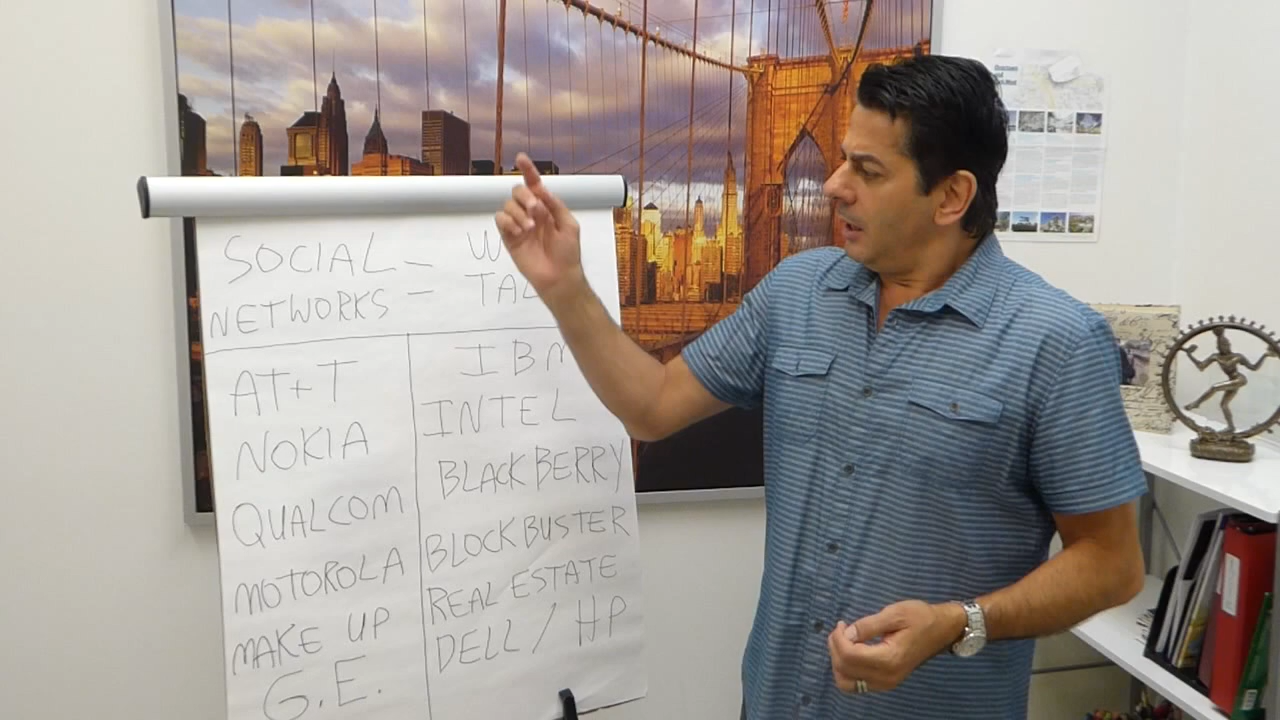 SOCIAL –
NETWORKS –
AT+T
NOKIA
QUALCOM
MOTOROLA
MAKE UP
G.E.
IBM
INTEL
BLACKBERRY
BLOCKBUSTER
REAL ESTATE
DELL / HP